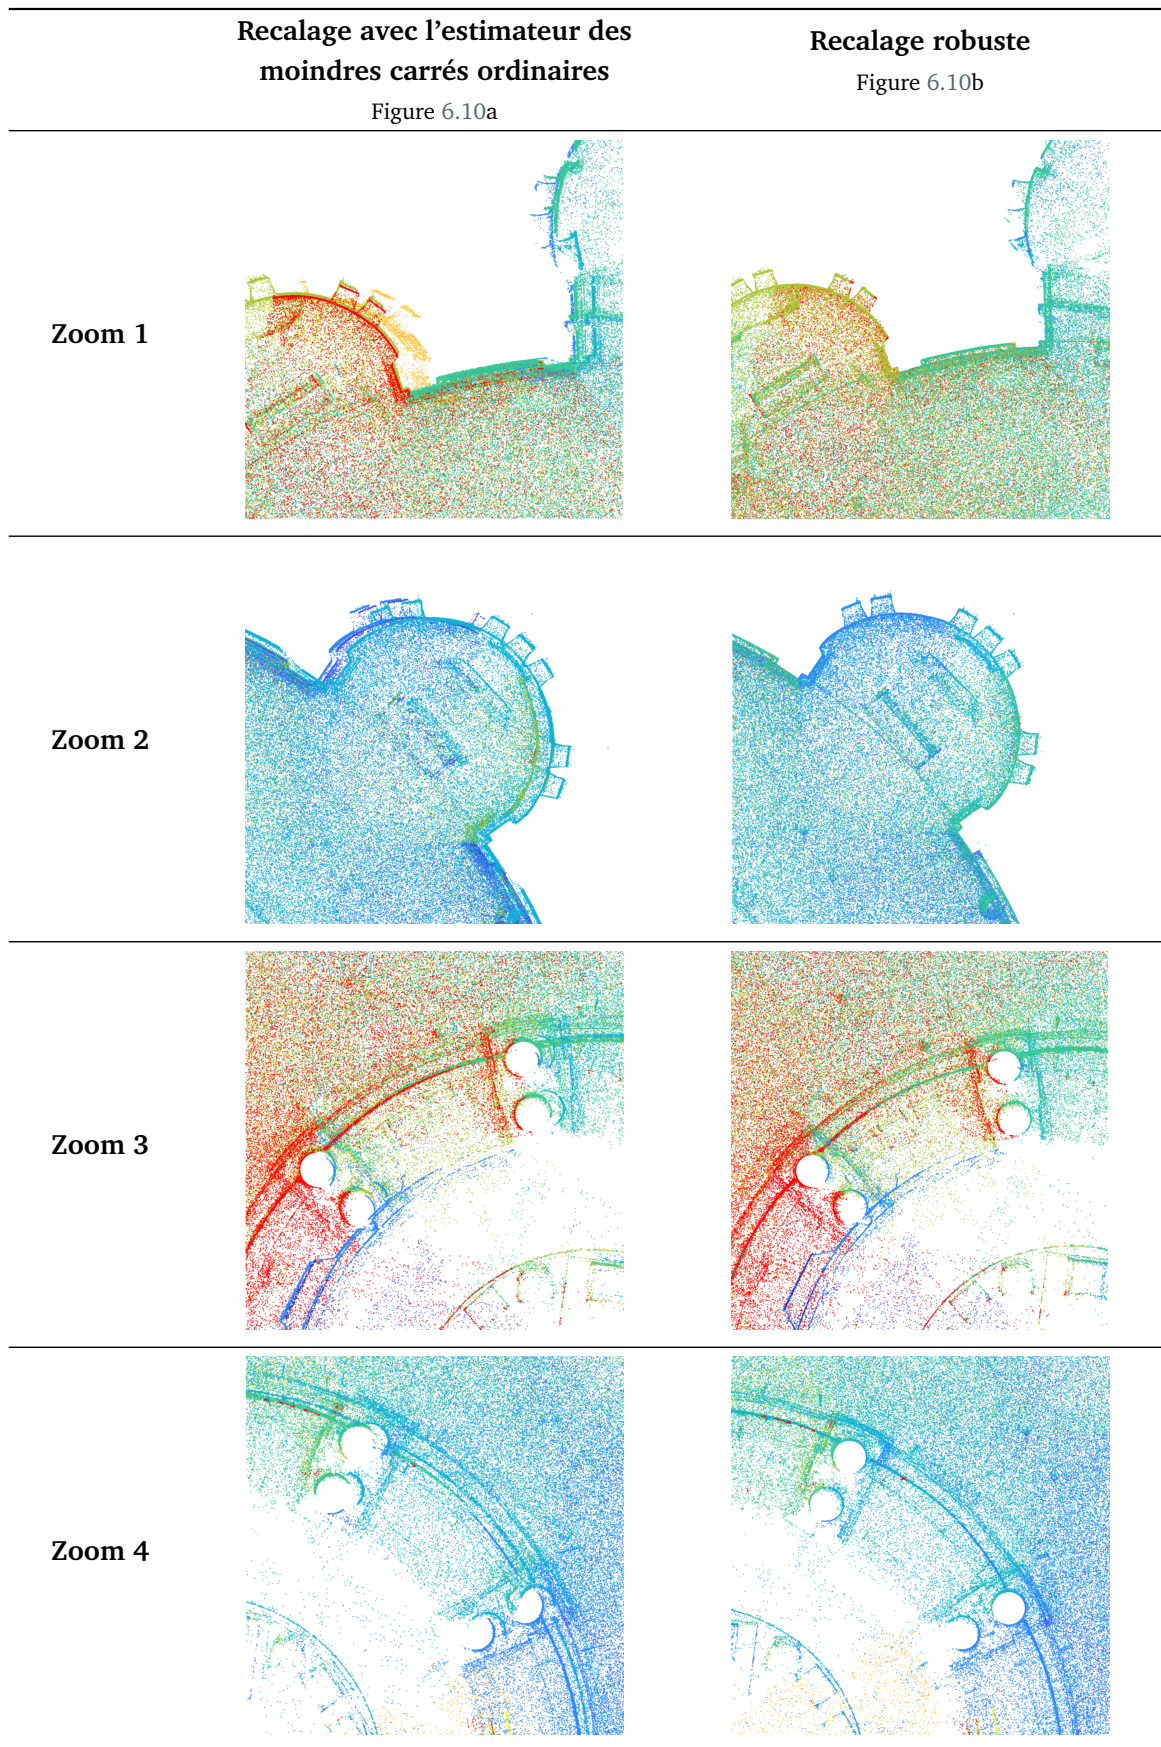 Recalage avec l'estimateur des
moindres carrés ordinaires
Figure 6.10a
Recalage robuste
Figure 6.10b
Zoom 1
Zoom 2
Zoom 3
Zoom 4